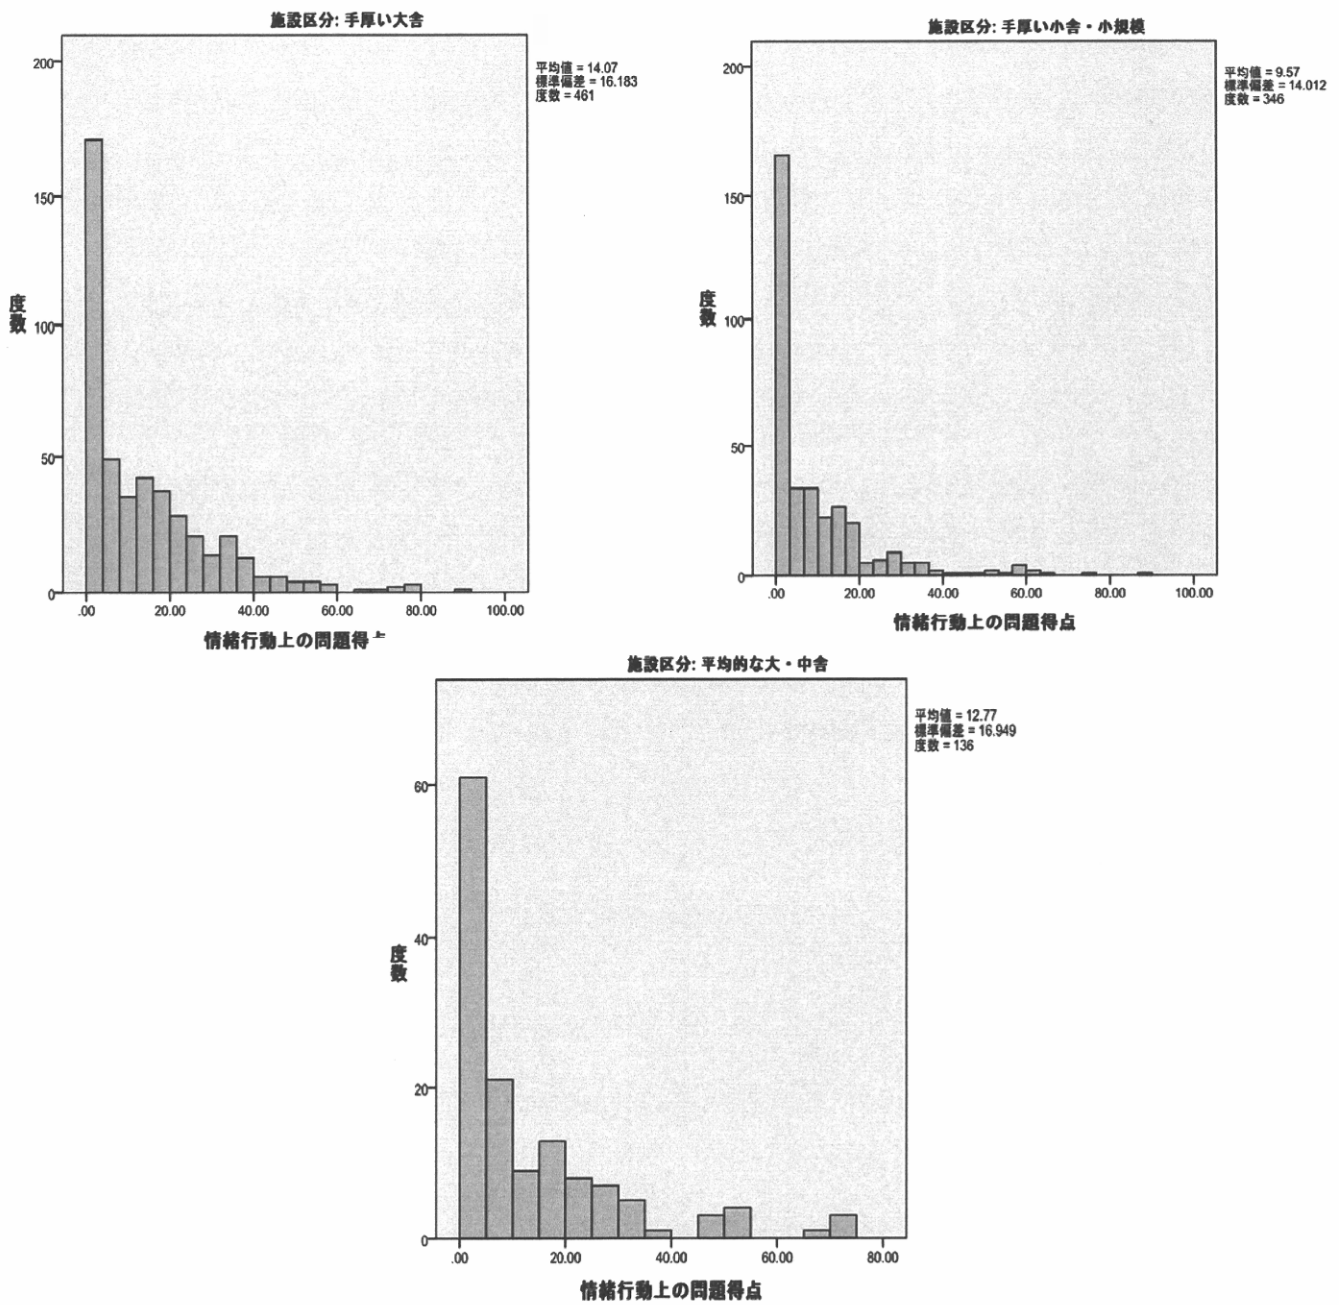 施設区分: 手厚い大舎
平均値 = 14.07
標準偏差 = 16.183
度数 = 461
度数
200
150
100
50
0
.00
20.00
40.00
60.00
80.00
100.00
情緒行動上の問題得
施設区分: 手厚い小舎・小規模
平均値 = 9.57
標準偏差 = 14.012
度数 = 346
度数
200
150
100
50
0
.00
20.00
40.00
60.00
80.00
100.00
情緒行動上の問題得点
施設区分: 平均的な大・中舎
平均値 = 12.77
標準偏差 = 16.949
度数 = 136
度数
60
40
20
0
.00
20.00
40.00
60.00
80.00
情緒行動上の問題得点